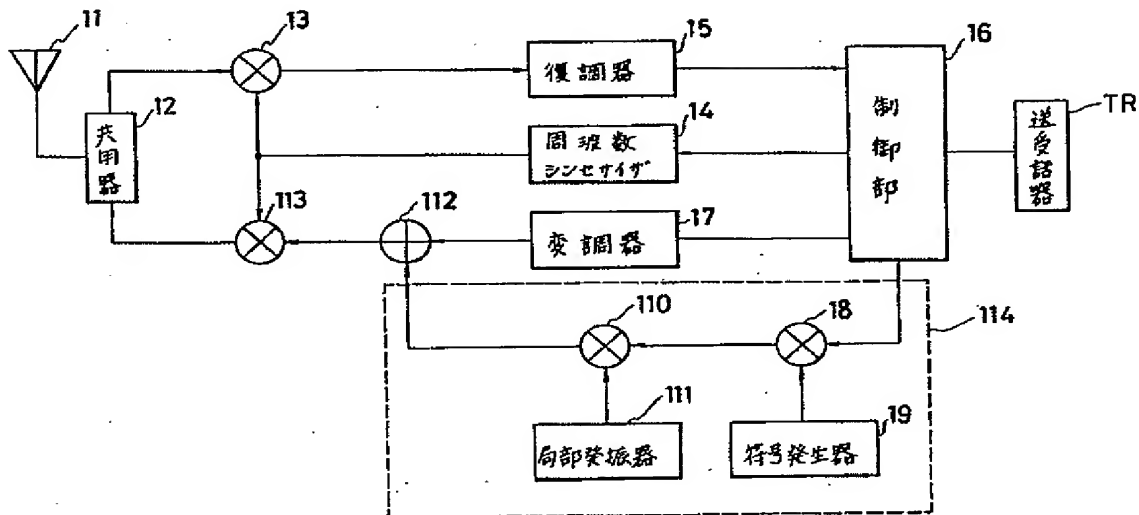 11
13
15
16
復調器
TR
12
14
共用器
周波数
シンセサイザ
制御部
送受話器
113
112
17
変調器
110
18
114
111
19
局部発振器
符号発生器